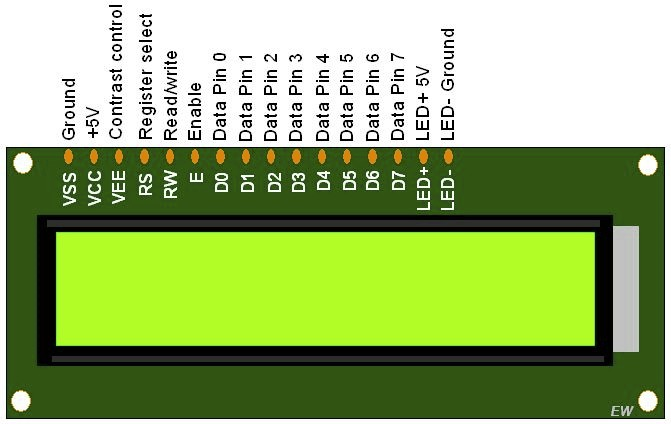 Ground
+5V
Contrast control
Register select
Read/write
Enable
Data Pin 0
Data Pin 1
Data Pin 2
Data Pin 3
Data Pin 4
Data Pin 5
Data Pin 6
Data Pin 7
LED+ 5V
LED- Ground
VSS
VCC
VEE
RS
RW
E
D0
D1
D2
D3
D4
D5
D6
D7
LED+
LED-
EW